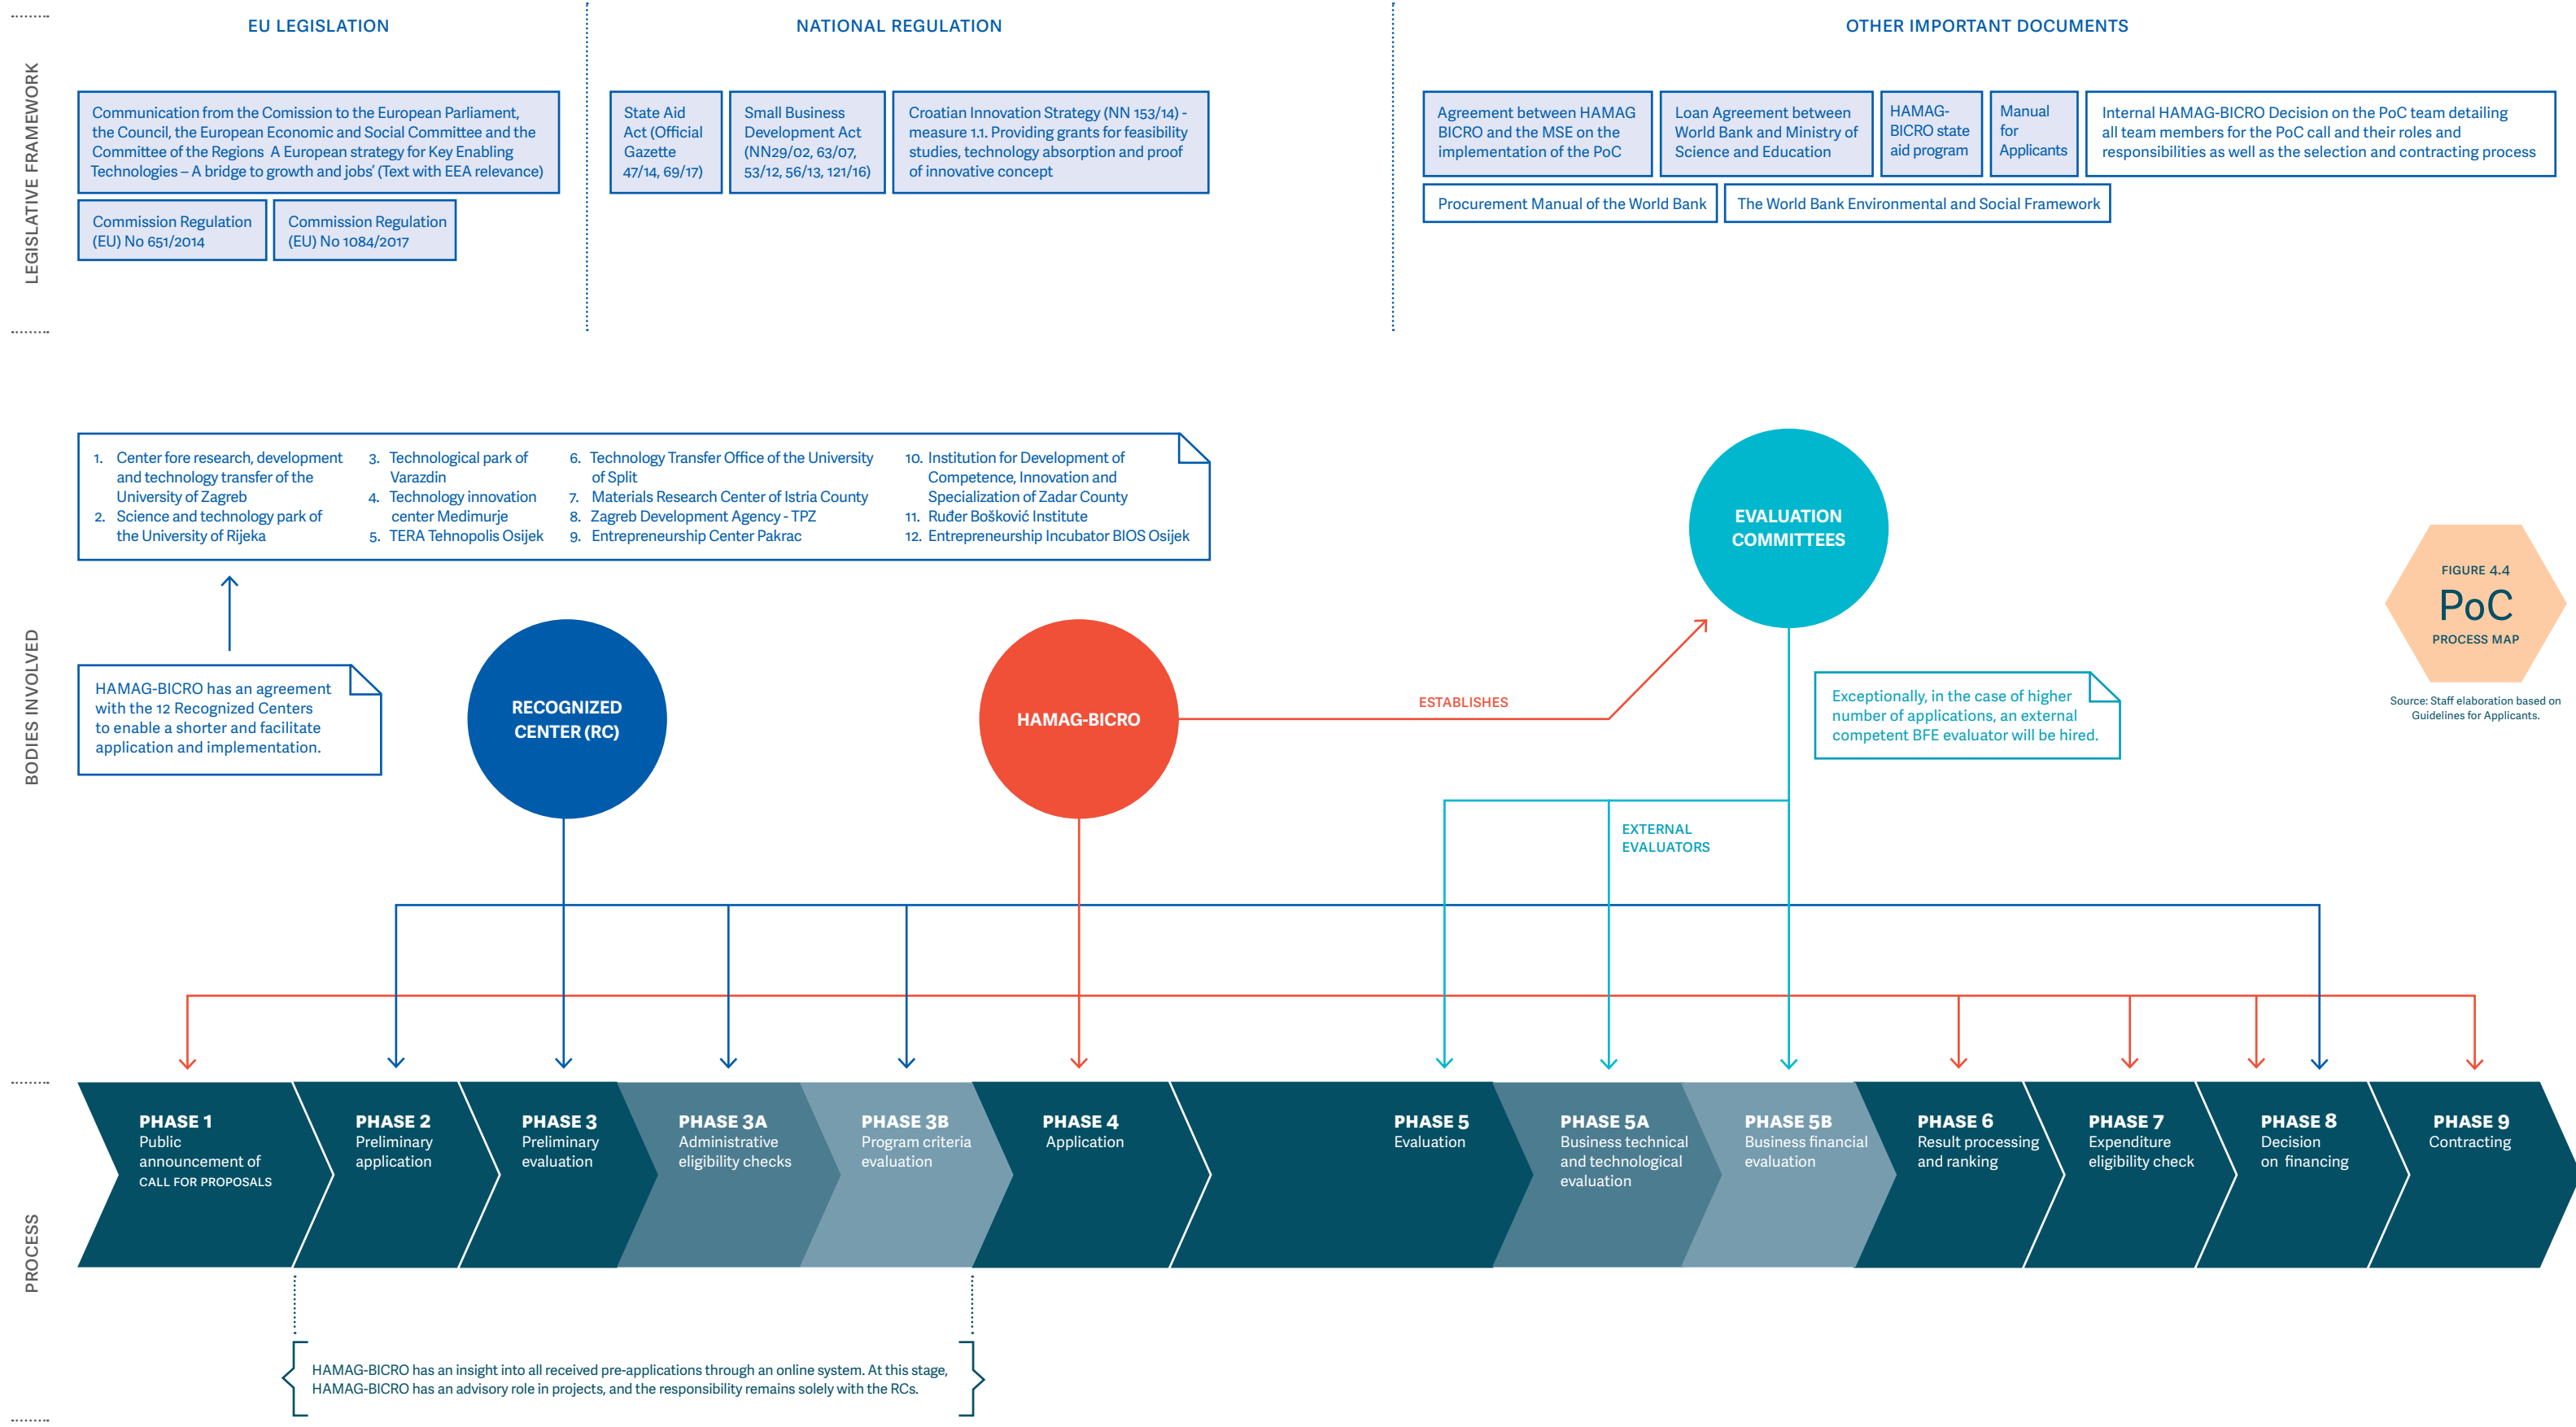 EU LEGISLATION
NATIONAL REGULATION
OTHER IMPORTANT DOCUMENTS
LEGISLATIVE FRAMEWORK
Communication from the Comission to the European Parliament,
the Council, the European Economic and Social Committee and the
Committee of the Regions A European strategy for Key Enabling
Technologies – A bridge to growth and jobs’ (Text with EEA relevance)
Commission Regulation
(EU) No 651/2014
Commission Regulation
(EU) No 1084/2017
State Aid
Act (Official
Gazette
47/14, 69/17)
Small Business
Development Act
(NN29/02, 63/07,
53/12, 56/13, 121/16)
Croatian Innovation Strategy (NN 153/14) -
measure 1.1. Providing grants for feasibility
studies, technology absorption and proof
of innovative concept
Agreement between HAMAG
BICRO and the MSE on the
implementation of the PoC
Loan Agreement between
World Bank and Ministry of
Science and Education
HAMAG-
BICRO state
aid program
Manual
for
Applicants
Internal HAMAG-BICRO Decision on the PoC team detailing
all team members for the PoC call and their roles and
responsibilities as well as the selection and contracting process
Procurement Manual of the World Bank
The World Bank Environmental and Social Framework
BODIES INVOLVED
1. Center fore research, development
and technology transfer of the
University of Zagreb
2. Science and technology park of
the University of Rijeka
3. Technological park of
Varazdin
4. Technology innovation
center Medimurje
5. TERA Tehnopolis Osijek
6. Technology Transfer Office of the University
of Split
7. Materials Research Center of Istria County
8. Zagreb Development Agency - TPZ
9. Entrepreneurship Center Pakrac
10. Institution for Development of
Competence, Innovation and
Specialization of Zadar County
11. Ruđer Bošković Institute
12. Entrepreneurship Incubator BIOS Osijek
HAMAG-BICRO has an agreement
with the 12 Recognized Centers
to enable a shorter and facilitate
application and implementation.
RECOGNIZED
CENTER (RC)
HAMAG-BICRO
ESTABLISHES
EVALUATION
COMMITTEES
Exceptionally, in the case of higher
number of applications, an external
competent BFE evaluator will be hired.
EXTERNAL
EVALUATORS
FIGURE 4.4
PoC
PROCESS MAP
Source: Staff elaboration based on
Guidelines for Applicants.
PROCESS
PHASE 1
Public
announcement of
CALL FOR PROPOSALS
PHASE 2
Preliminary
application
PHASE 3
Preliminary
evaluation
PHASE 3A
Administrative
eligibility checks
PHASE 3B
Program criteria
evaluation
PHASE 4
Application
PHASE 5
Evaluation
PHASE 5A
Business technical
and technological
evaluation
PHASE 5B
Business financial
evaluation
PHASE 6
Result processing
and ranking
PHASE 7
Expenditure
eligibility check
PHASE 8
Decision
on financing
PHASE 9
Contracting
HAMAG-BICRO has an insight into all received pre-applications through an online system. At this stage,
HAMAG-BICRO has an advisory role in projects, and the responsibility remains solely with the RCs.